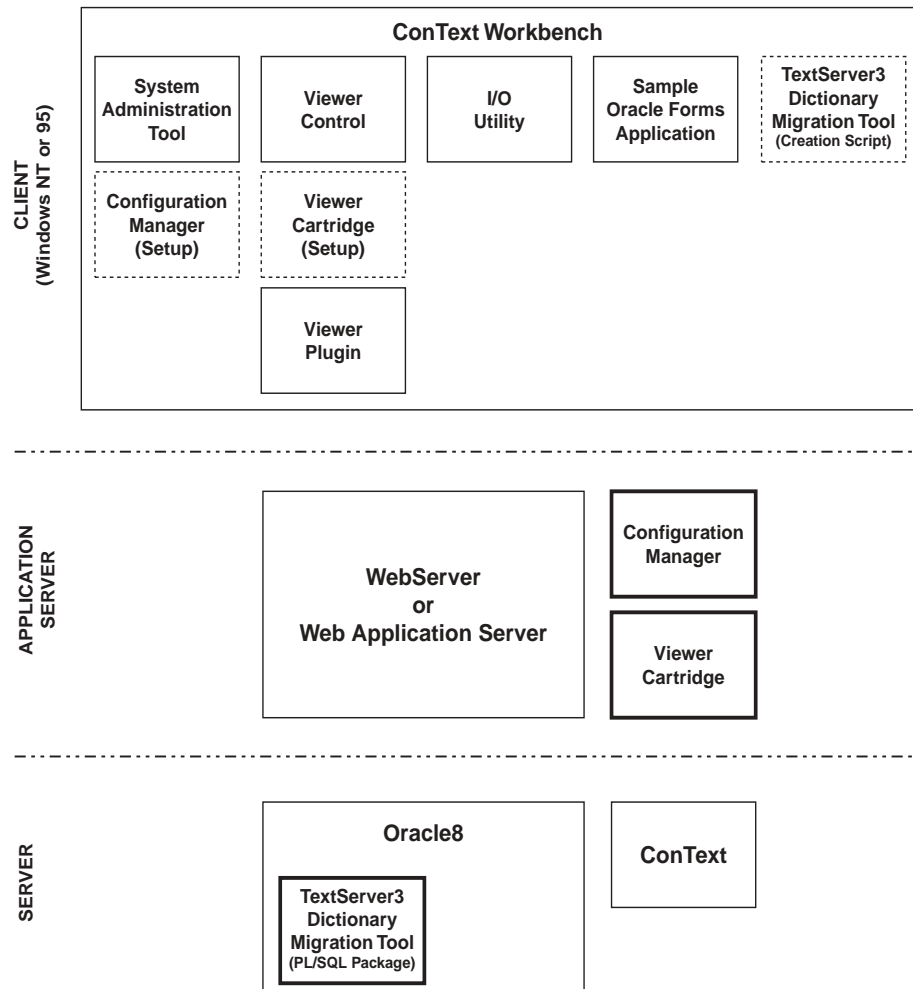 ConText Workbench
CLIENT
(Windows NT or 95)
System
Administration
Tool
Viewer
Control
I/O
Utility
Sample
Oracle Forms
Application
TextServer3
Dictionary
Migration Tool
(Creation Script)
Configuration
Manager
(Setup)
Viewer
Cartridge
(Setup)
Viewer
Plugin
APPLICATION
SERVER
WebServer
or
Web Application Server
Configuration
Manager
Viewer
Cartridge
SERVER
Oracle8
TextServer3
Dictionary
Migration Tool
(PL/SQL Package)
ConText